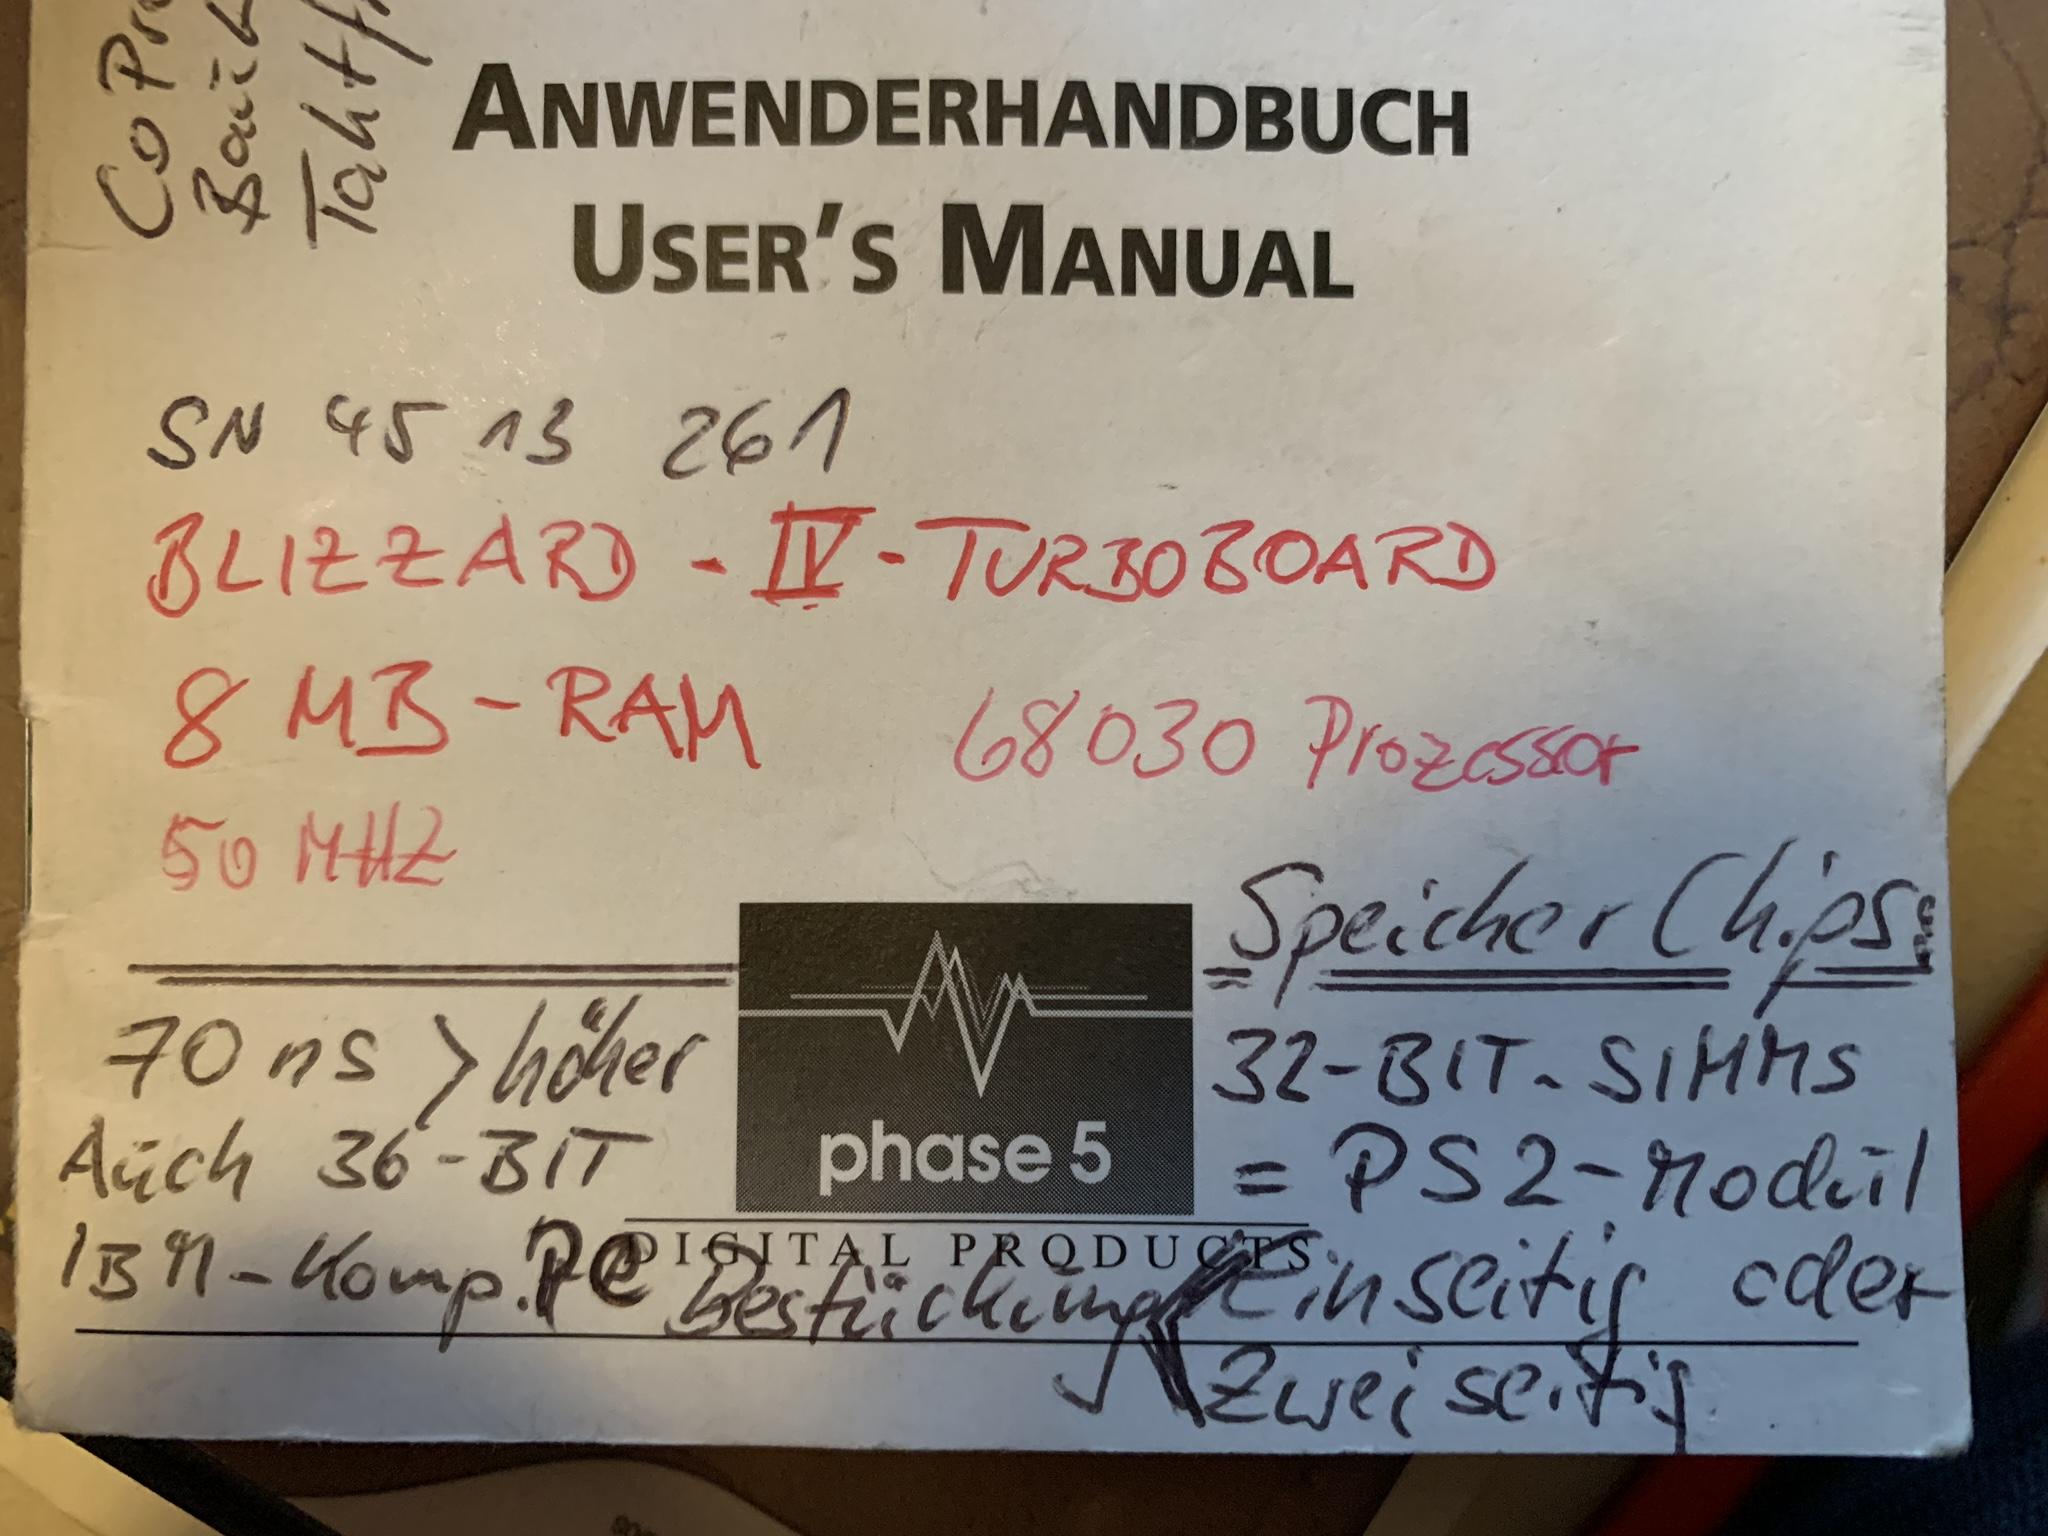 ANWENDERHANDBUCH
USER'S MANUAL
SN 45 13 261
BLIZZARD - IV - TURBOBOARD
8 MB - RAM 68030 Prozessor
50 MHZ
Speicher Chips:
70 ns > höher
32-BIT-SIMMS
Auch 36-BIT
= PS2-Modul
IBM-Komp. PC Bestückung
Einseitig oder
Zweiseitig
phase 5
DIGITAL PRODUCTS